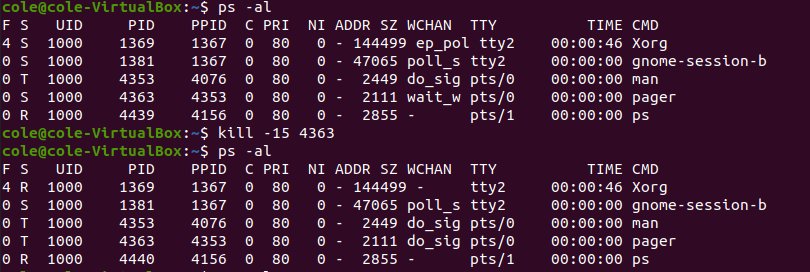 cole@cole-VirtualBox:~$ ps -al
F S   UID     PID    PPID  C PRI  NI ADDR SZ WCHAN  TTY          TIME CMD
4 S  1000    1369    1367  0  80   0 - 144499 ep_pol tty2    00:00:46 Xorg
0 S  1000    1381    1367  0  80   0 - 47065 poll_s tty2     00:00:00 gnome-session-b
0 T  1000    4353    4076  0  80   0 -  2449 do_sig pts/0    00:00:00 man
0 S  1000    4363    4353  0  80   0 -  2111 wait_w pts/0    00:00:00 pager
0 R  1000    4439    4156  0  80   0 -  2855 -      pts/1    00:00:00 ps
cole@cole-VirtualBox:~$ kill -15 4363
cole@cole-VirtualBox:~$ ps -al
F S   UID     PID    PPID  C PRI  NI ADDR SZ WCHAN  TTY          TIME CMD
4 R  1000    1369    1367  0  80   0 - 144499 -     tty2     00:00:46 Xorg
0 S  1000    1381    1367  0  80   0 - 47065 poll_s tty2     00:00:00 gnome-session-b
0 T  1000    4353    4076  0  80   0 -  2449 do_sig pts/0    00:00:00 man
0 T  1000    4363    4353  0  80   0 -  2111 do_sig pts/0    00:00:00 pager
0 R  1000    4440    4156  0  80   0 -  2855 -      pts/1    00:00:00 ps